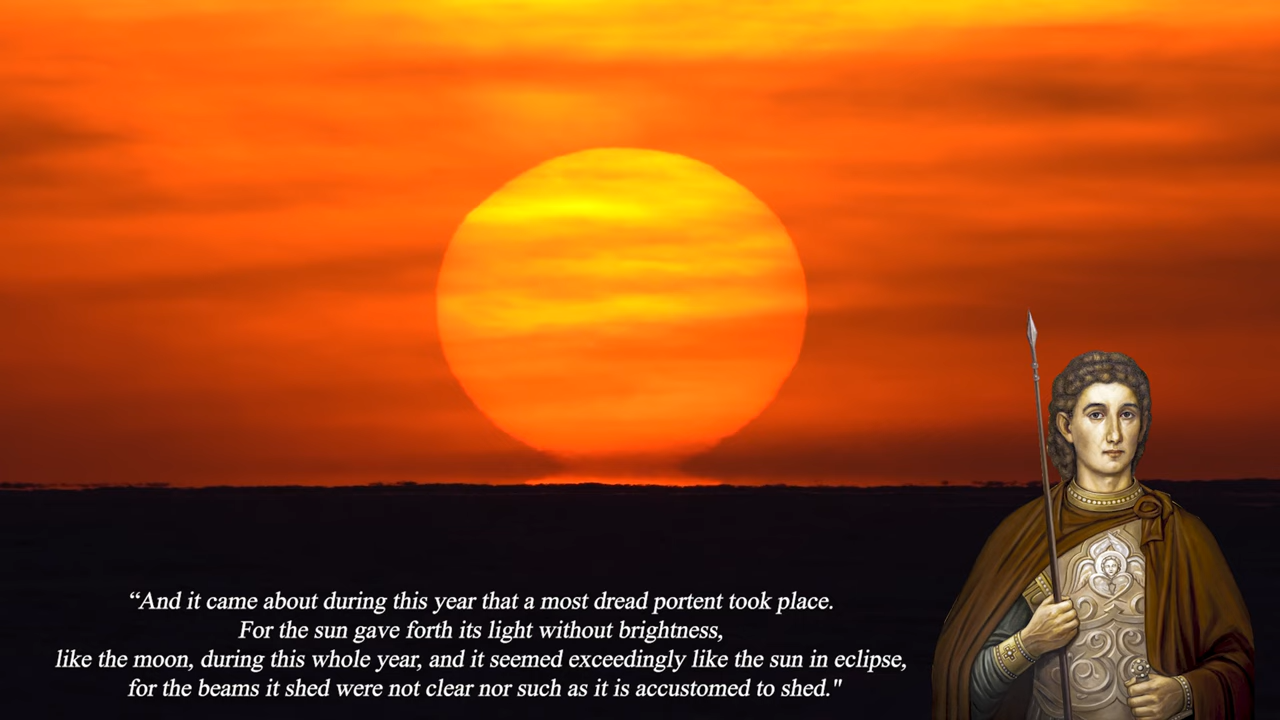 “And it came about during this year that a most dread portent took place.
For the sun gave forth its light without brightness,
like the moon, during this whole year, and it seemed exceedingly like the sun in eclipse,
for the beams it shed were not clear nor such as it is accustomed to shed."